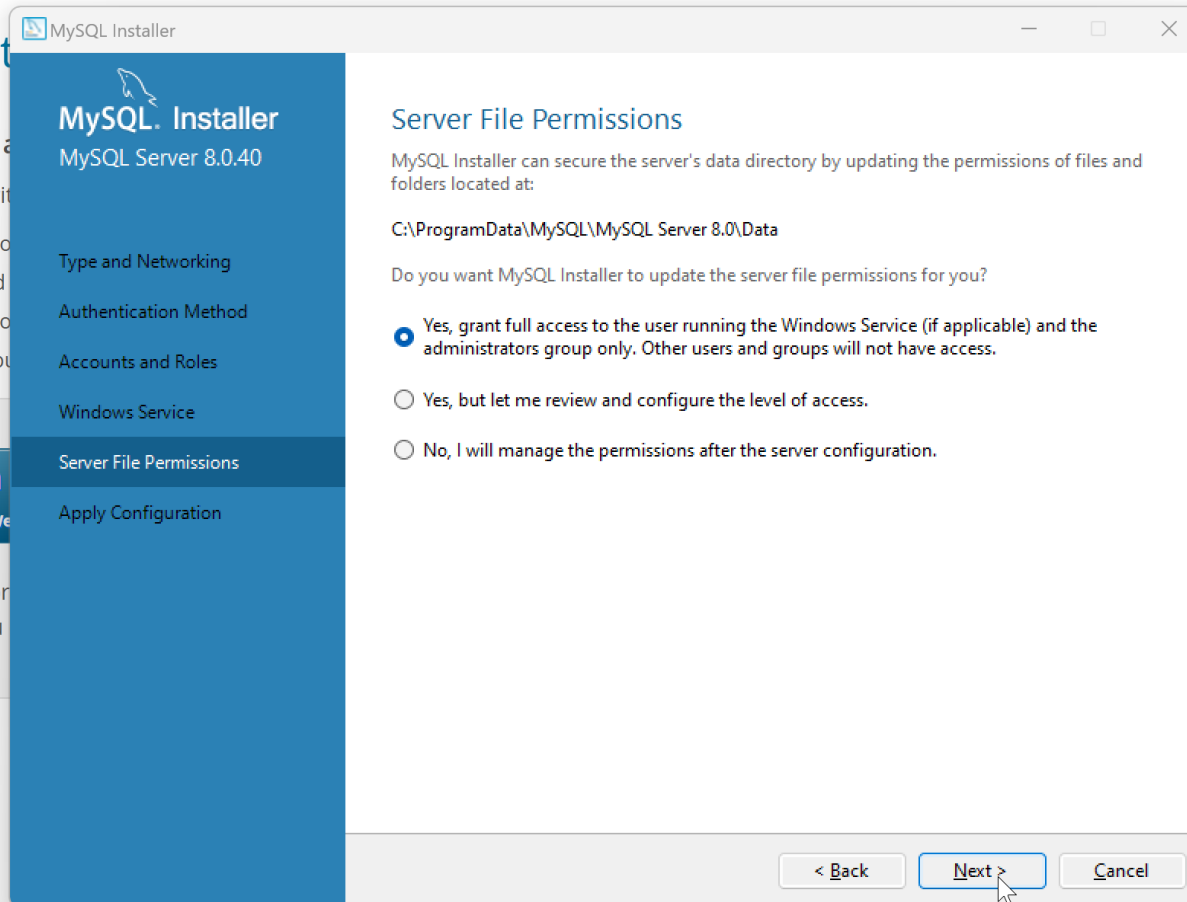 MySQL Installer
MySQL. Installer
MySQL Server 8.0.40
Type and Networking
Authentication Method
Accounts and Roles
Windows Service
Server File Permissions
Apply Configuration
Server File Permissions
MySQL Installer can secure the server's data directory by updating the permissions of files and
folders located at:
C:\ProgramData\MySQL\MySQL Server 8.0\Data
Do you want MySQL Installer to update the server file permissions for you?
Yes, grant full access to the user running the Windows Service (if applicable) and the
administrators group only. Other users and groups will not have access.
Yes, but let me review and configure the level of access.
No, I will manage the permissions after the server configuration.
< Back
Next >
Cancel